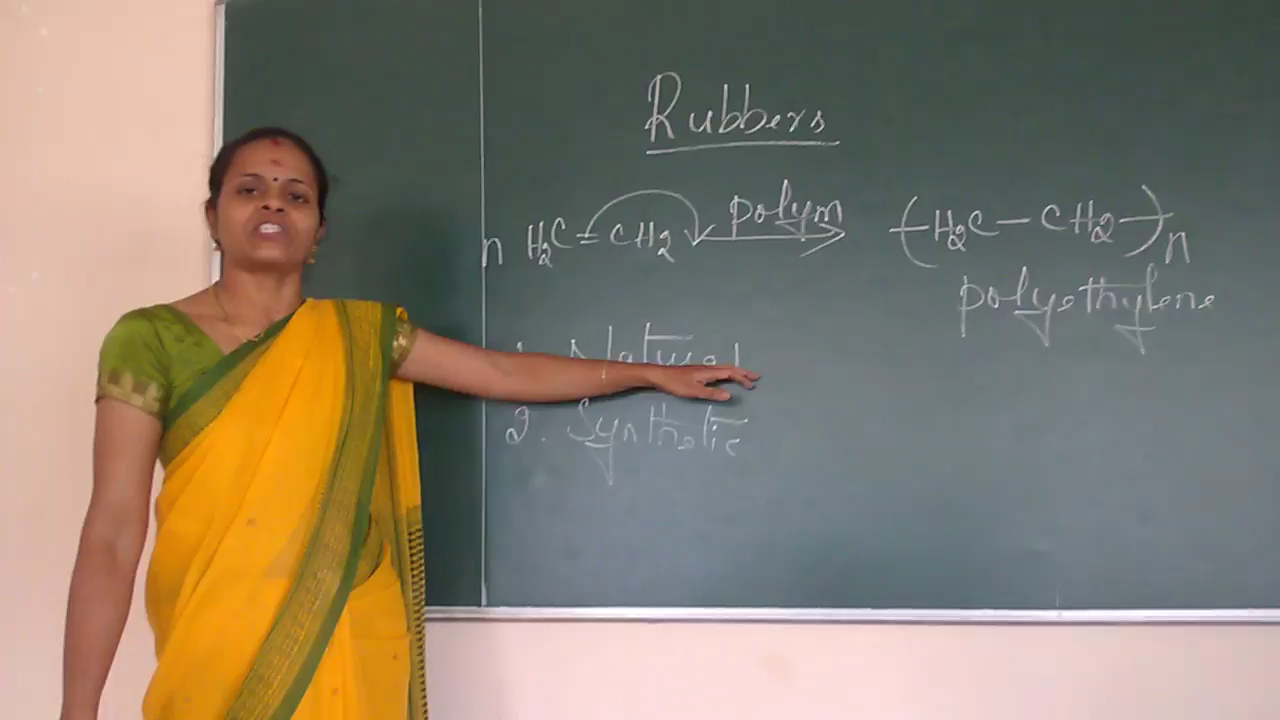 Rubbers
n H₂C=CH₂ polym (H₂C-CH₂)n
polyethylene
1. Natural
2. Synthetic